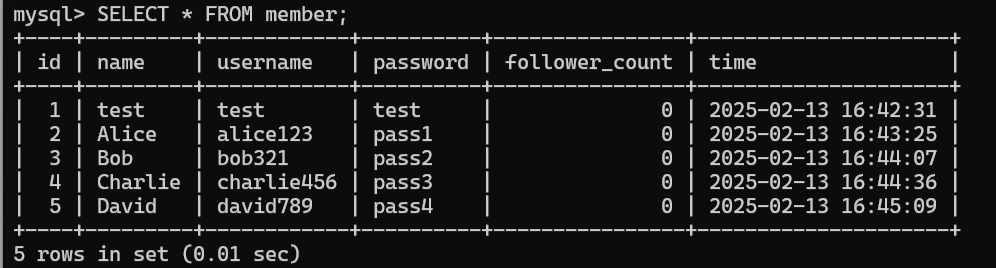 mysql> SELECT * FROM member;
+----+---------+------------+----------+----------------+---------------------+
| id | name    | username   | password | follower_count | time                |
+----+---------+------------+----------+----------------+---------------------+
|  1 | test    | test       | test     |              0 | 2025-02-13 16:42:31 |
|  2 | Alice   | alice123   | pass1    |              0 | 2025-02-13 16:43:25 |
|  3 | Bob     | bob321     | pass2    |              0 | 2025-02-13 16:44:07 |
|  4 | Charlie | charlie456 | pass3    |              0 | 2025-02-13 16:44:36 |
|  5 | David   | david789   | pass4    |              0 | 2025-02-13 16:45:09 |
+----+---------+------------+----------+----------------+---------------------+
5 rows in set (0.01 sec)